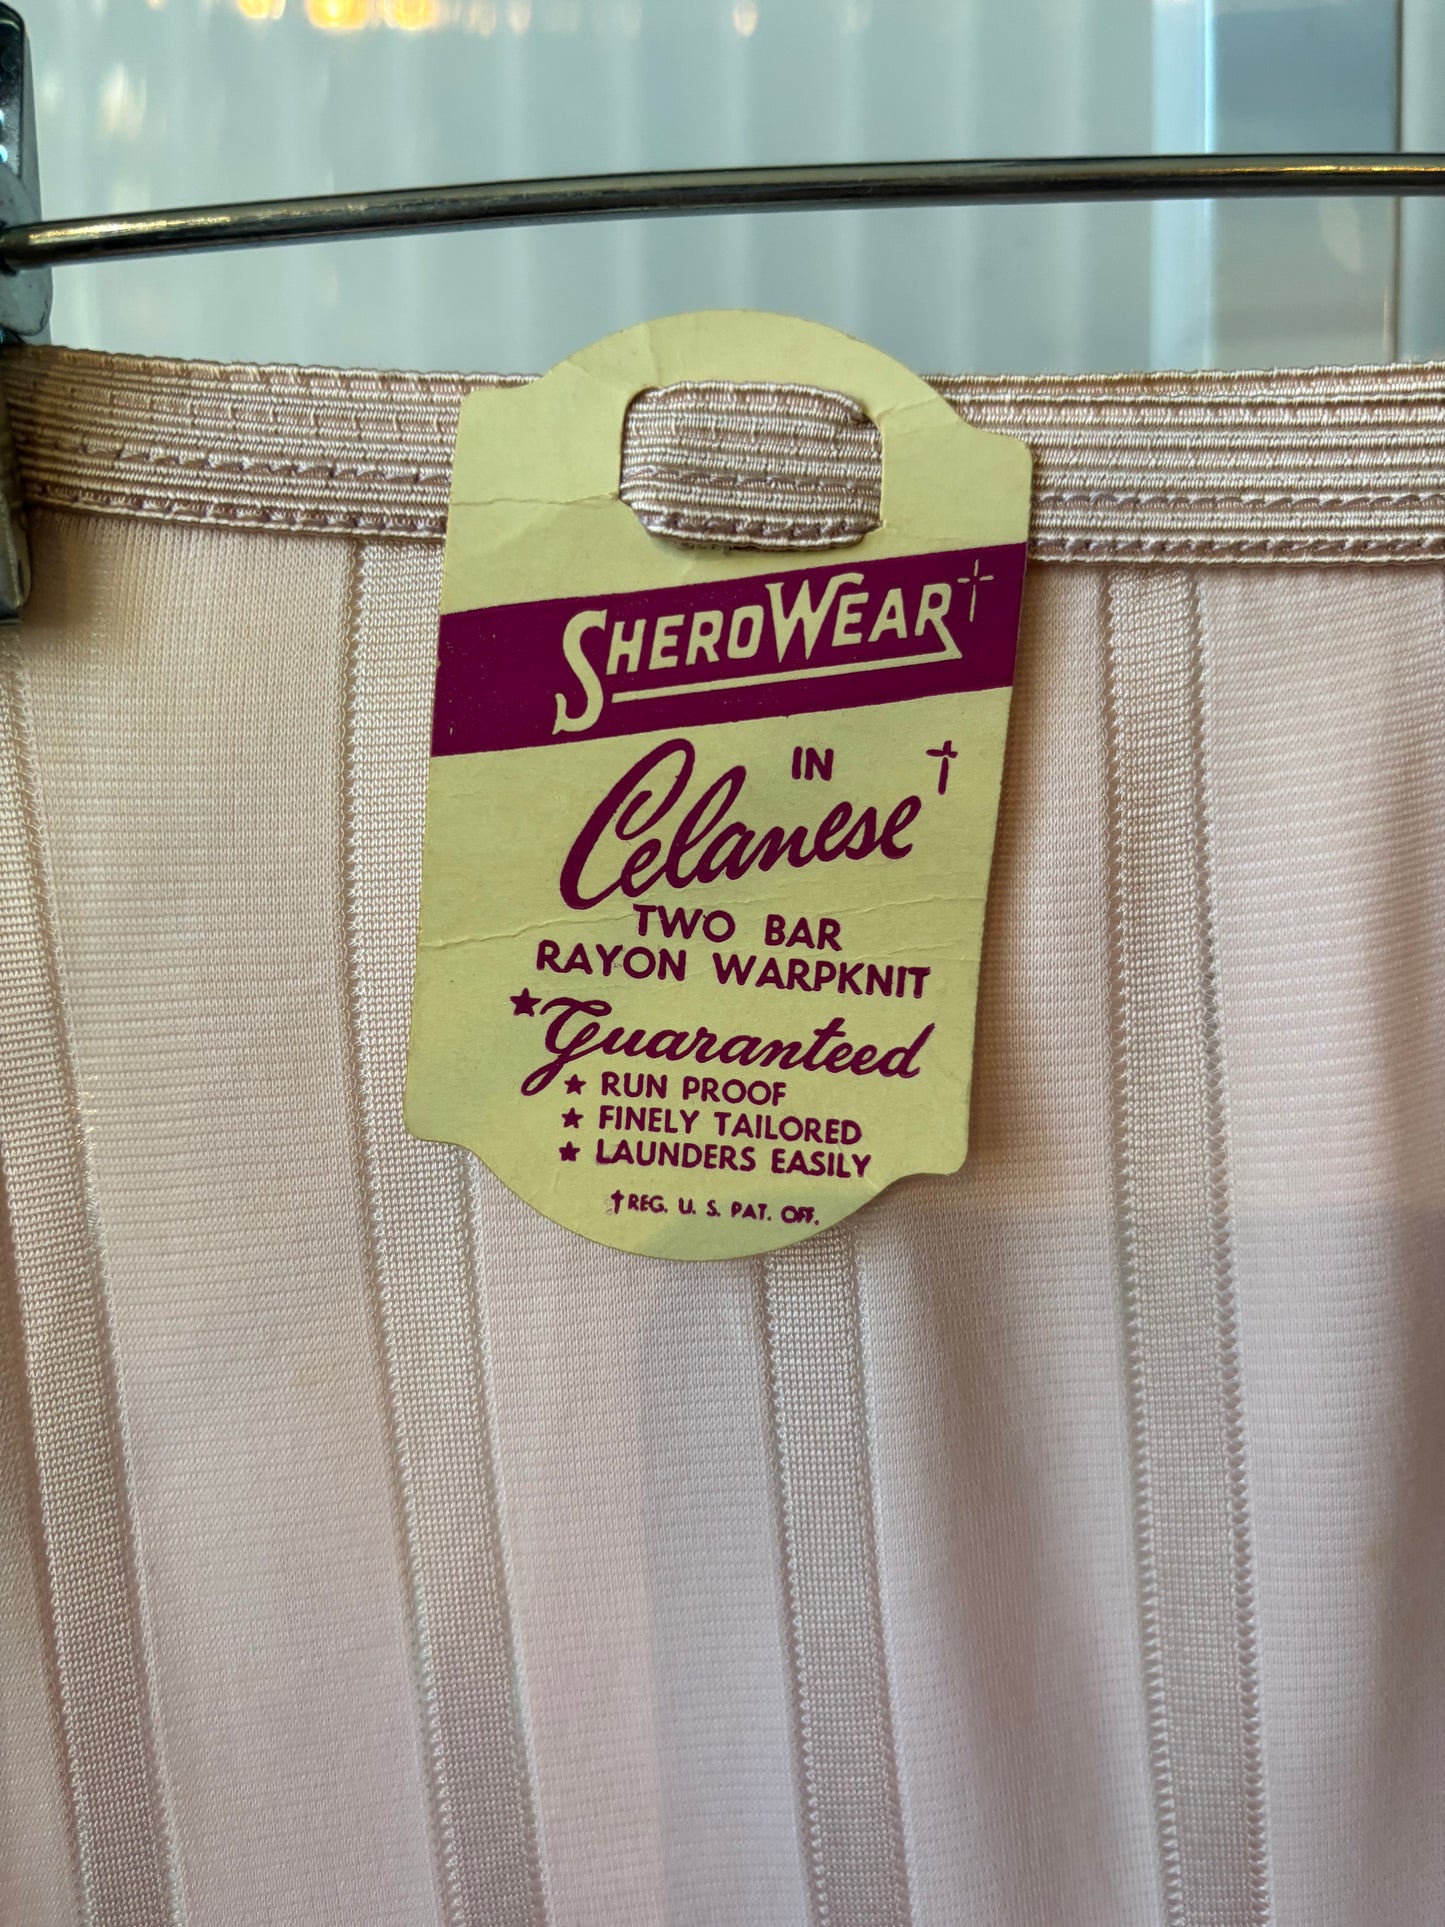 SHEROWEAR†
IN
Celanese†
TWO BAR
RAYON WARPKNIT
★Guaranteed
★ RUN PROOF
★ FINELY TAILORED
★ LAUNDERS EASILY
†REG. U. S. PAT. OFF.